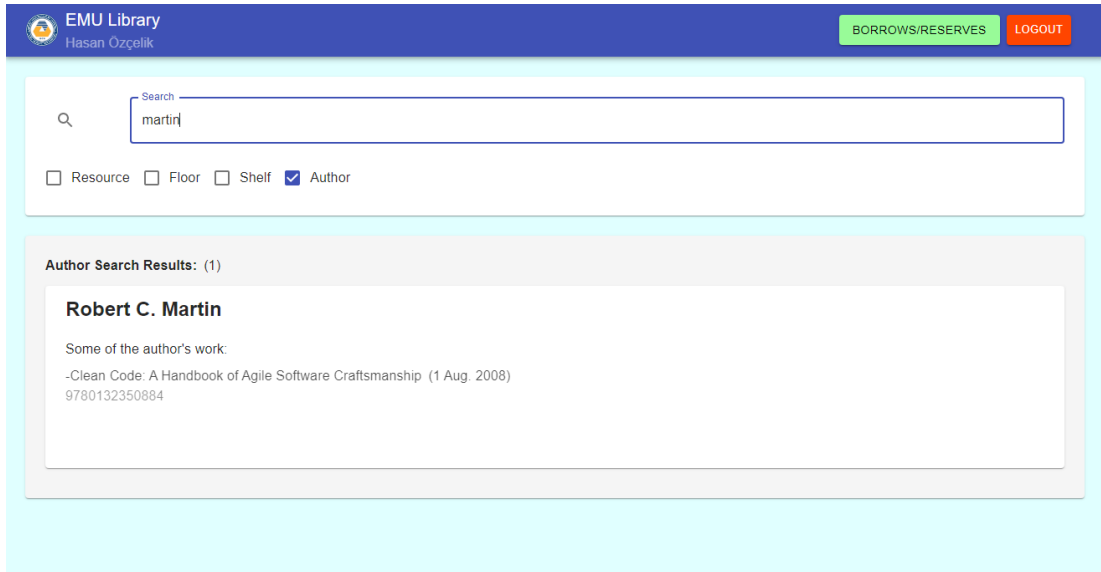 EMU Library
Hasan Özçelik
BORROWS/RESERVES
LOGOUT
Search
martin
Resource
Floor
Shelf
Author
Author Search Results: (1)
Robert C. Martin
Some of the author's work:
-Clean Code: A Handbook of Agile Software Craftsmanship (1 Aug. 2008)
9780132350884